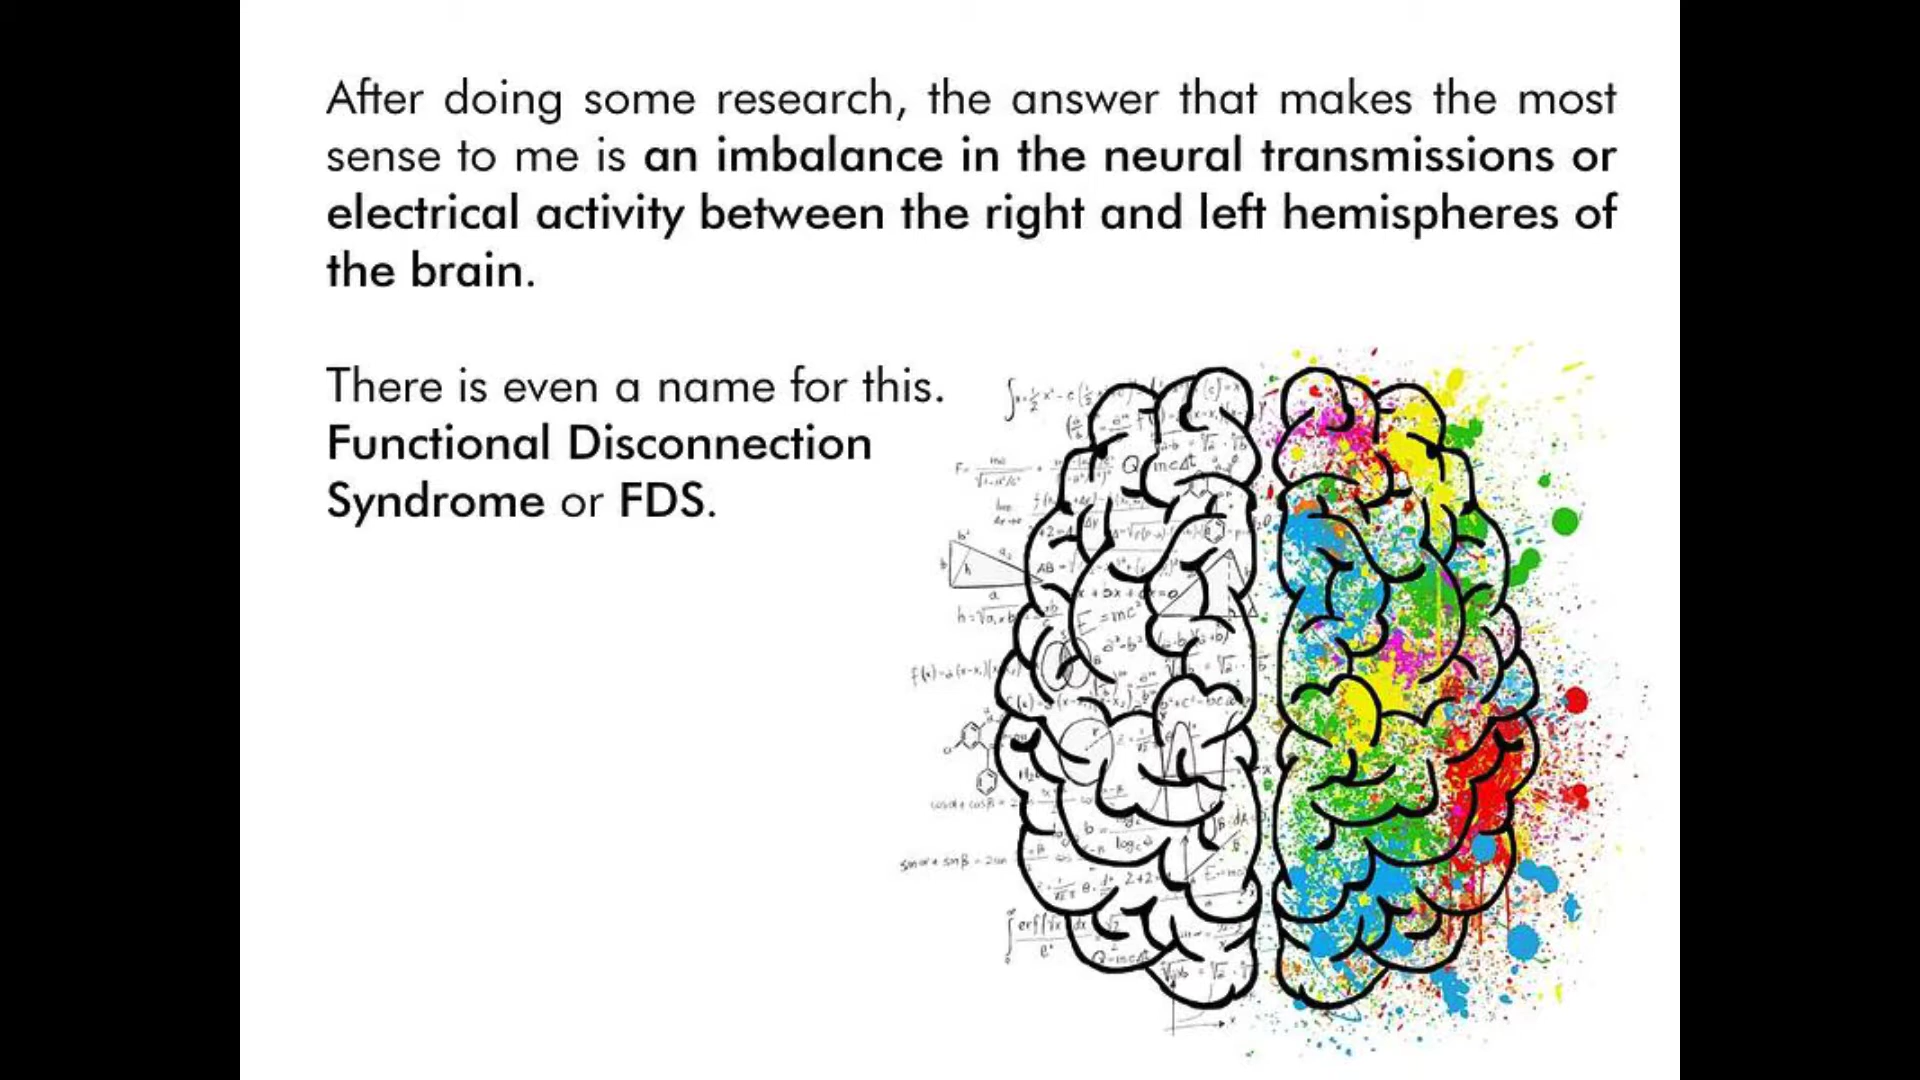 After doing some research, the answer that makes the most
sense to me is an imbalance in the neural transmissions or
electrical activity between the right and left hemispheres of
the brain.
There is even a name for this.
Functional Disconnection
Syndrome or FDS.